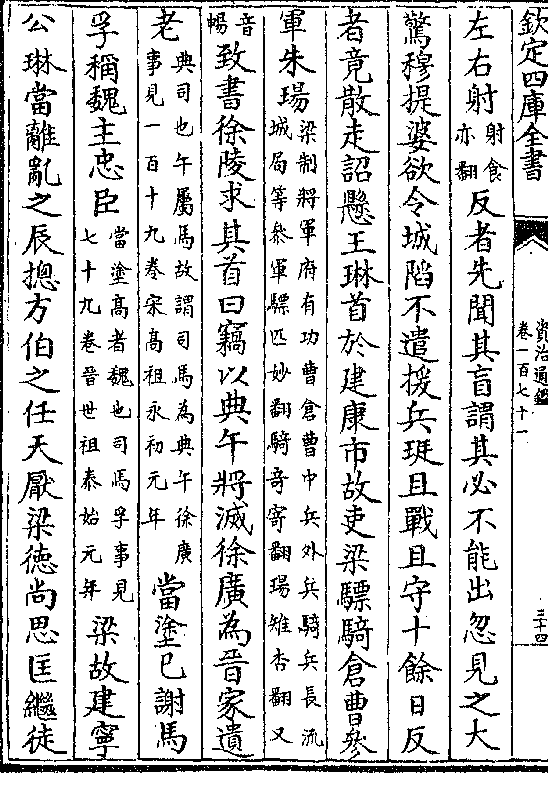 欽定四庫全書
資治通鑑
卷一百七十一
三十四
左右射射食亦翻反者先聞其盲謂其必不能出忽見之大
驚穆提婆欲令城陷不遣援兵珽且戰且守十餘日反
者竟散走詔懸王琳首於建康市故吏梁驃騎倉曹參
軍朱瑒梁制將軍府有功曹倉曹中兵外兵騎兵長流城局等參軍驃匹妙翻騎奇寄翻瑒雉杏翻又
音暢致書徐陵求其首曰竊以典午將滅徐廣為晉家遺
老典司也午屬馬故謂司馬為典午徐廣事見一百十九卷宋高祖永初元年當塗已謝馬
孚稱魏主忠臣當塗高者魏也司馬孚事見七十九卷晉世祖泰始元年梁故建寧
公琳當離亂之辰摠方伯之任天厭梁德尚思匡繼徒